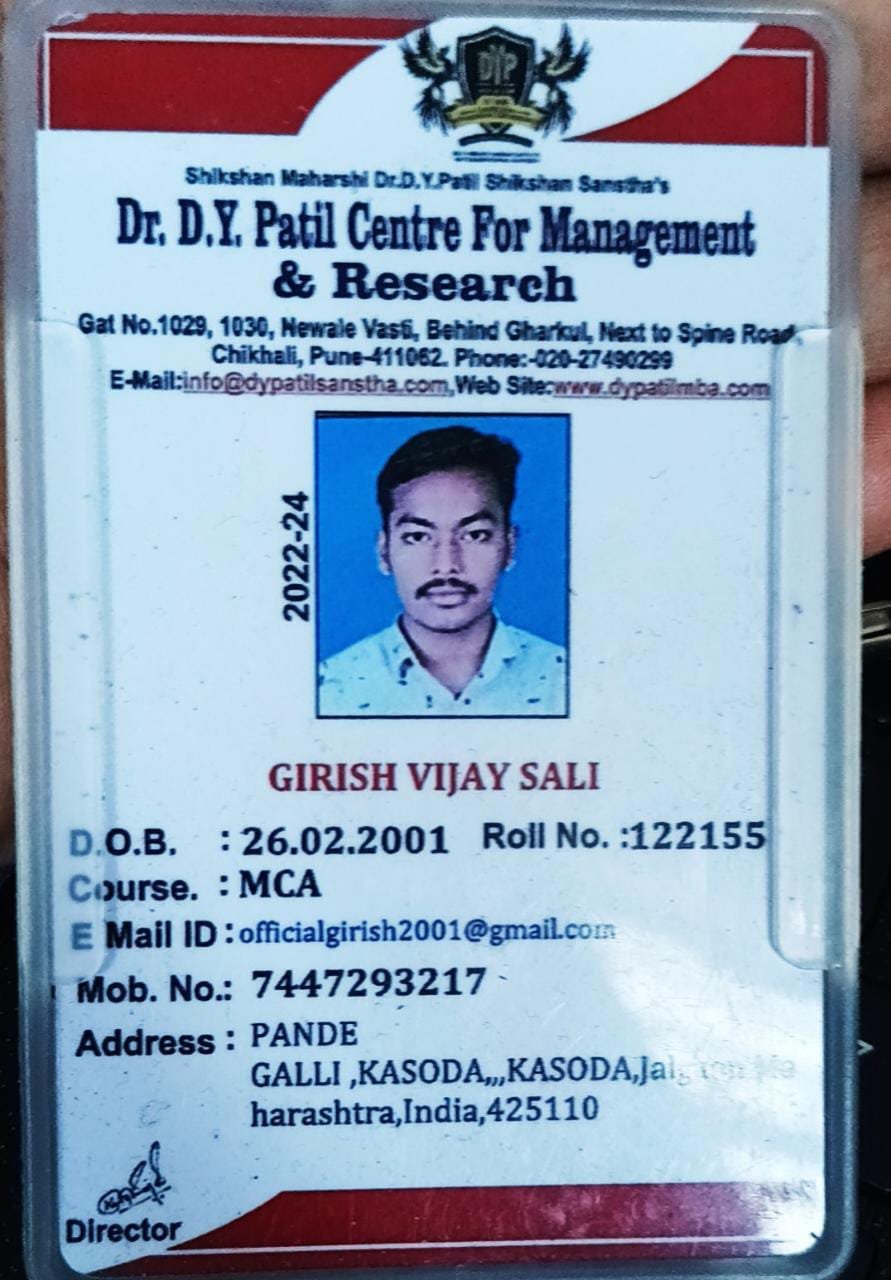 DYP
Shikshan Maharshi Dr.D.Y.Patil Shikshan Sanstha's
Dr. D.Y. Patil Centre For Management
& Research
Gat No.1029, 1030, Newale Vasti, Behind Gharkul, Next to Spine Road,
Chikhali, Pune-411062. Phone:-020-27490299
E-Mail:info@dypatilsanstha.com,Web Site:www.dypatilmba.com
2022-24
GIRISH VIJAY SALI
D.O.B. : 26.02.2001 Roll No. :122155
Course. : MCA
E Mail ID : officialgirish2001@gmail.com
Mob. No.: 7447293217
Address : PANDE
GALLI ,KASODA,,,KASODA,
harashtra,India,425110
Director